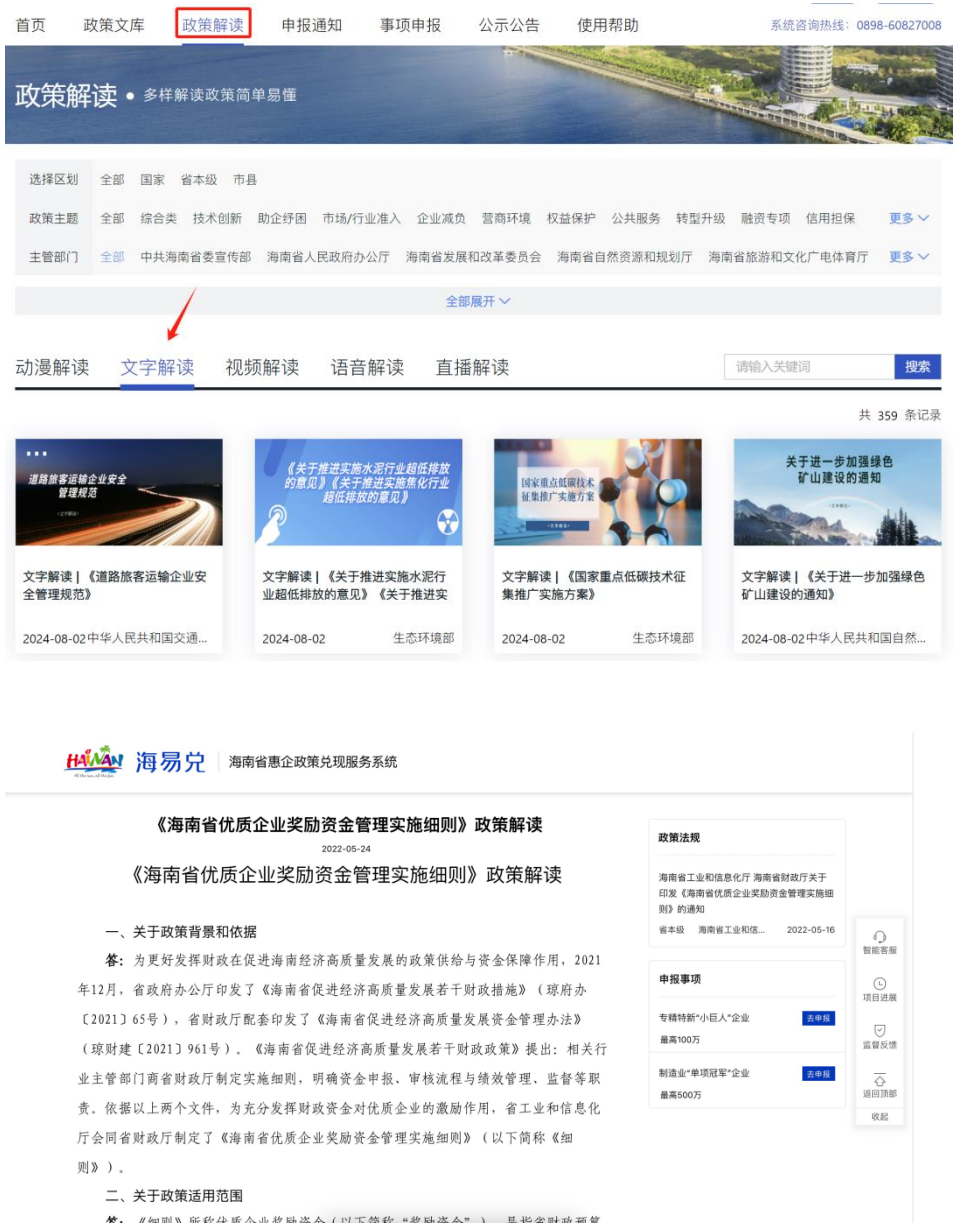 首页 政策文库 政策解读 申报通知 事项申报 公示公告 使用帮助 系统咨询热线：0898-60827008
政策解读 • 多样解读政策简单易懂
选择区划 全部 国家 省本级 市县
政策主题 全部 综合类 技术创新 助企纾困 市场/行业准入 企业减负 营商环境 权益保护 公共服务 转型升级 融资专项 信用担保 更多
主管部门 全部 中共海南省委宣传部 海南省人民政府办公厅 海南省发展和改革委员会 海南省自然资源和规划厅 海南省旅游和文化广电体育厅 更多
全部展开
动漫解读 文字解读 视频解读 语音解读 直播解读 请输入关键词 搜索
共 359 条记录
道路旅客运输企业安全
管理规范
<文字解读>
《关于推进实施水泥行业超低排放
的意见》《关于推进实施焦化行业
超低排放的意见》
国家重点低碳技术
征集推广实施方案
<文字解读>
关于进一步加强绿色
矿山建设的通知
<文字解读>
文字解读 | 《道路旅客运输企业安
全管理规范》
2024-08-02 中华人民共和国交通...
文字解读 | 《关于推进实施水泥行
业超低排放的意见》《关于推进实
2024-08-02 生态环境部
文字解读 | 《国家重点低碳技术征
集推广实施方案》
2024-08-02 生态环境部
文字解读 | 《关于进一步加强绿色
矿山建设的通知》
2024-08-02 中华人民共和国自然...
HAINAN 海易兑 海南省惠企政策兑现服务系统
《海南省优质企业奖励资金管理实施细则》政策解读
2022-05-24
《海南省优质企业奖励资金管理实施细则》政策解读
一、关于政策背景和依据
答：为更好发挥财政在促进海南经济高质量发展的政策供给与资金保障作用，2021
年12月，省政府办公厅印发了《海南省促进经济高质量发展若干财政措施》（琼府办
〔2021〕65号），省财政厅配套印发了《海南省促进经济高质量发展资金管理办法》
（琼财建〔2021〕961号）。《海南省促进经济高质量发展若干财政政策》提出：相关行
业主管部门商省财政厅制定实施细则，明确资金申报、审核流程与绩效管理、监督等职
责。依据以上两个文件，为充分发挥财政资金对优质企业的激励作用，省工业和信息化
厅会同省财政厅制定了《海南省优质企业奖励资金管理实施细则》（以下简称《细
则》）。
二、关于政策适用范围
答：《细则》所称优质企业奖励资金（以下简称“奖励资金”），是指省财政预算
政策法规
海南省工业和信息化厅 海南省财政厅关于
印发《海南省优质企业奖励资金管理实施细
则》的通知
省本级 海南省工业和信... 2022-05-16
申报事项
专精特新“小巨人”企业 去申报
最高100万
制造业“单项冠军”企业 去申报
最高500万
智能客服
项目进展
监督反馈
返回顶部
收起